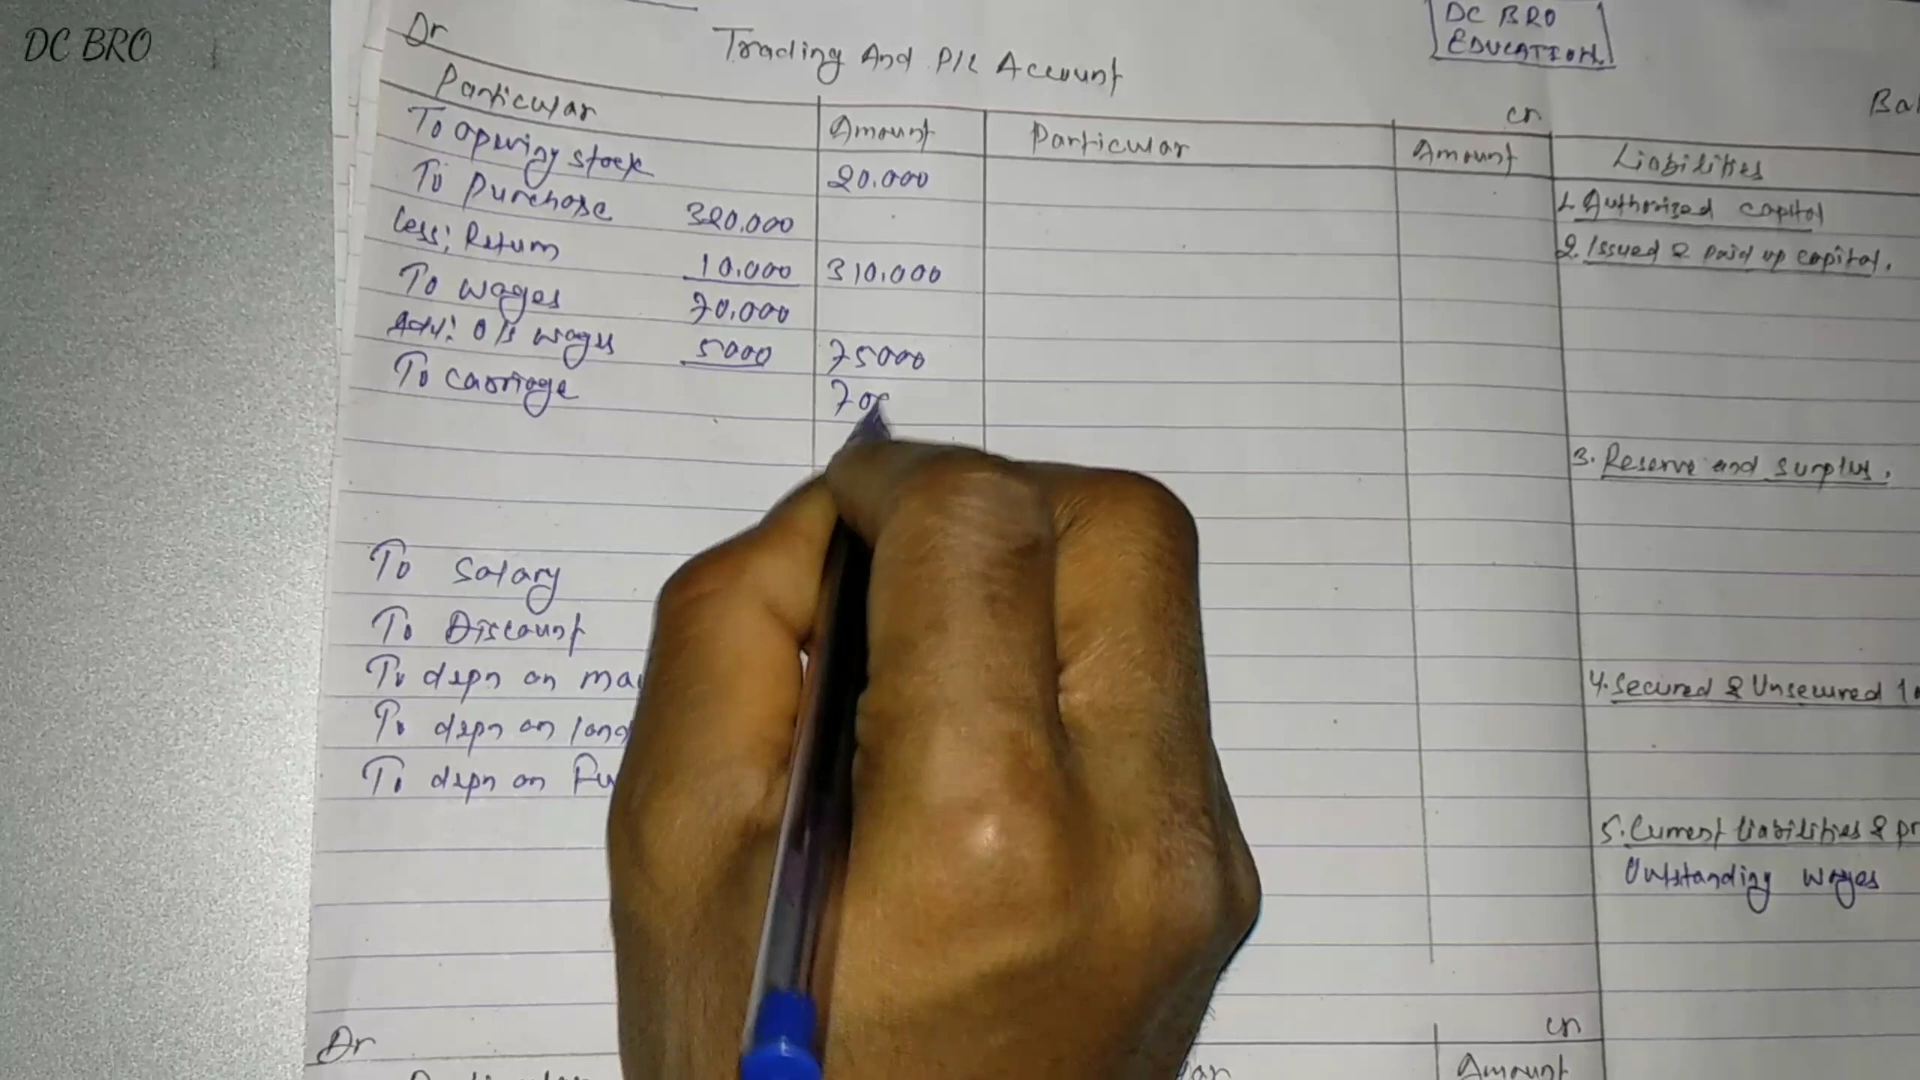 DC BRO
DC BRO
EDUCATION
Dr
Trading And P/L Account
cr
Particular Amount Particular Amount
To opening stock 20.000
To purchase 320.000
Less: Return 10.000 310.000
To wages 70.000
Add: O/s wages 5000 75000
To carriage
To Salary
To Discount
To depn on
To depn on
To depn on
Liabilities
1. Authorized capital
2. Issued & paid up capital.
3. Reserve and surplus.
4. Secured & Unsecured
5. Current liabilities &
Outstanding wages
Dr
cr
Amount